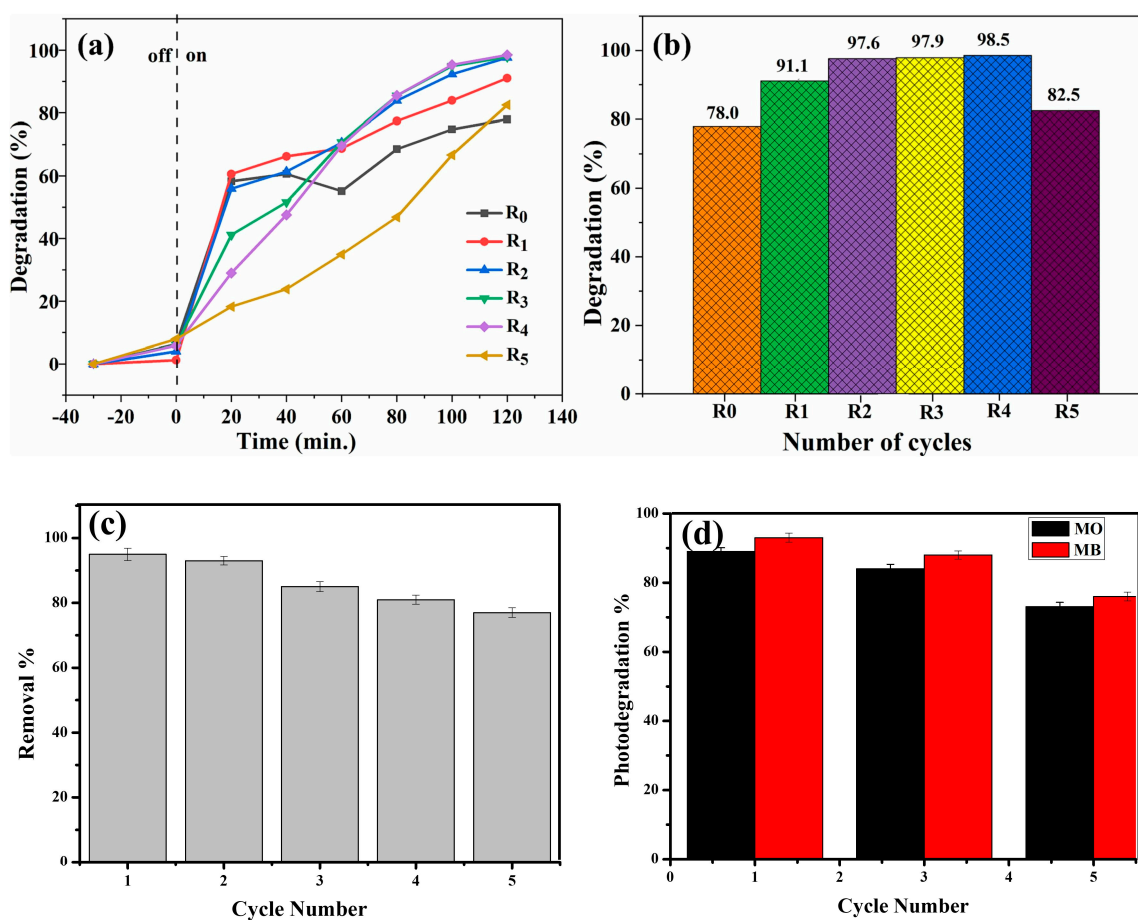 (a)
off on
Degradation (%)
100
80
60
40
20
0
R0
R1
R2
R3
R4
R5
-40 -20 0 20 40 60 80 100 120 140
Time (min.)
(b)
Degradation (%)
100
80
60
40
20
0
78.0
91.1
97.6
97.9
98.5
82.5
R0 R1 R2 R3 R4 R5
Number of cycles
(c)
Removal %
100
80
60
40
20
0
1 2 3 4 5
Cycle Number
(d)
MO
MB
Photodegradation %
100
80
60
40
20
0
0 1 2 3 4 5
Cycle Number